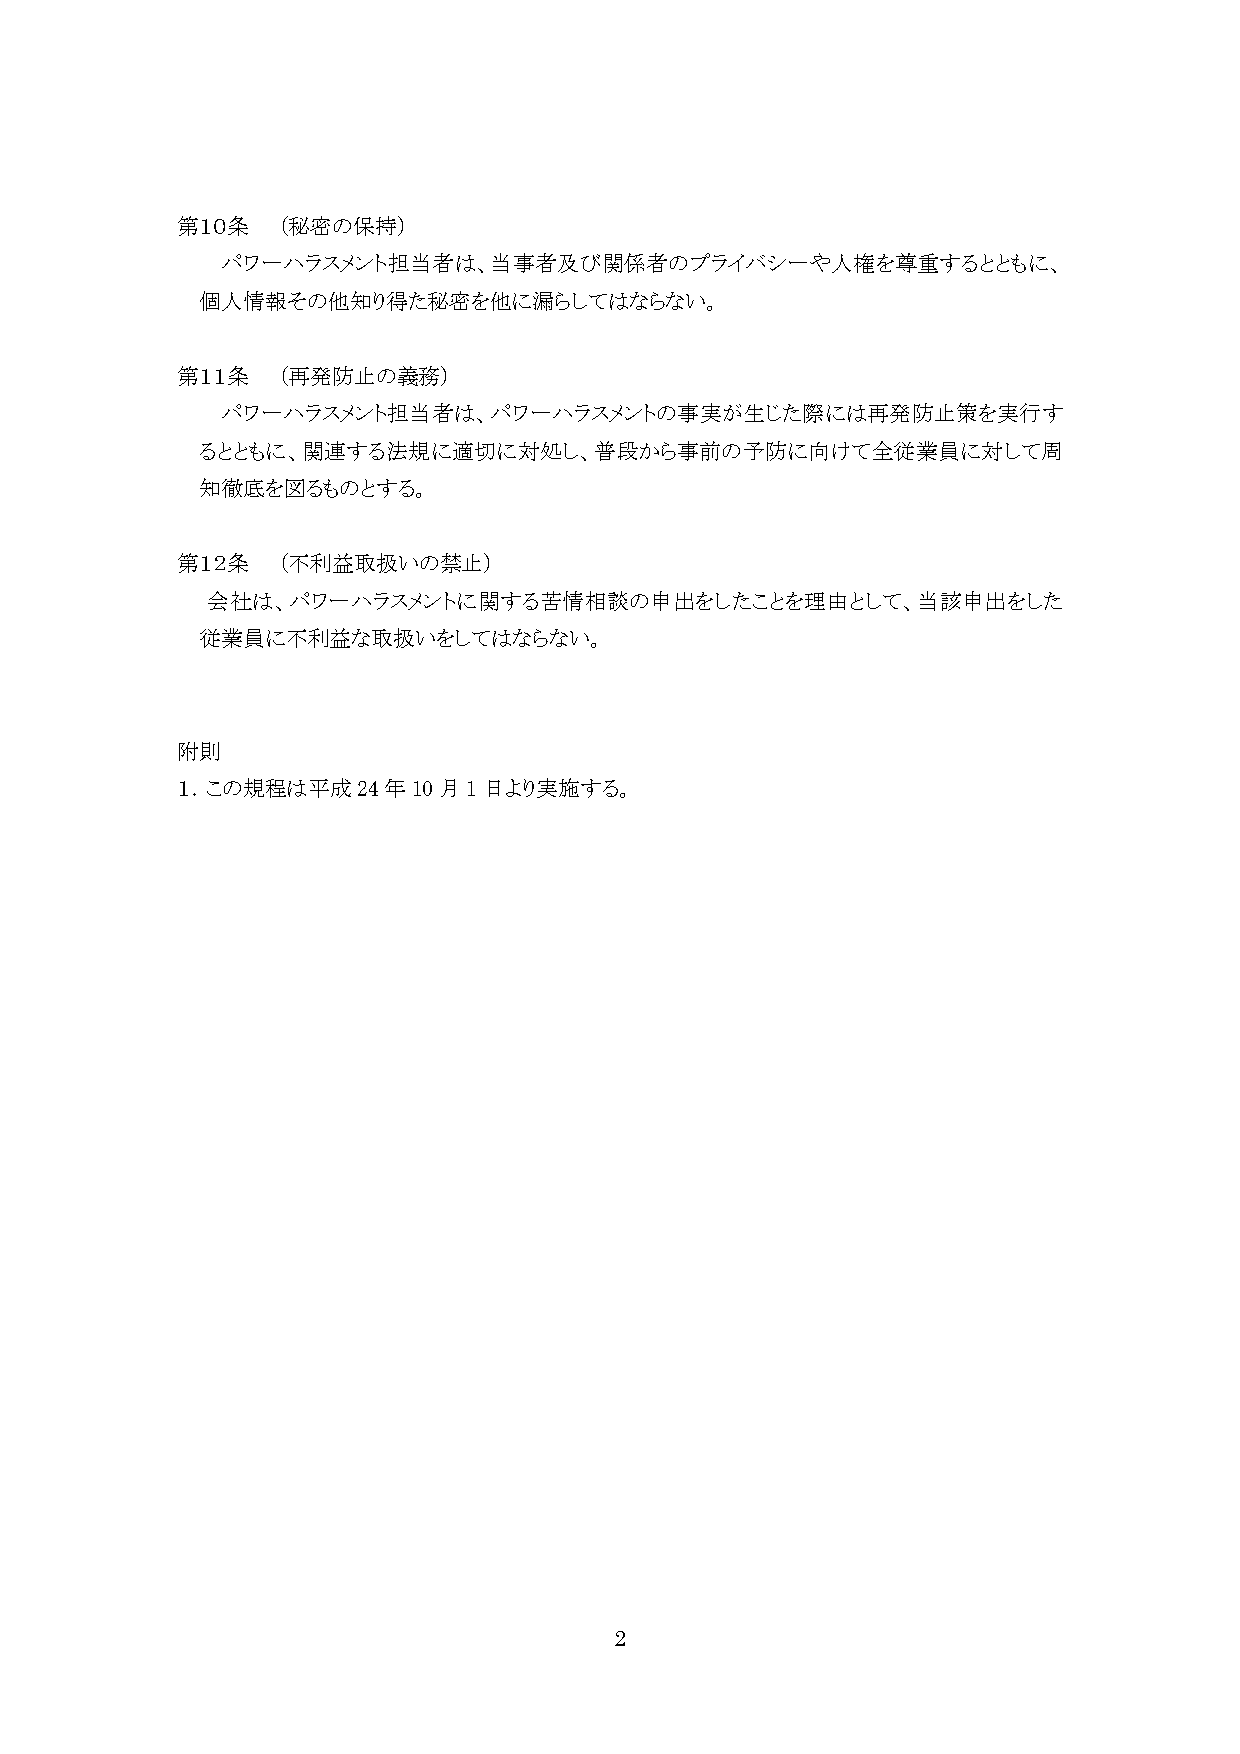 第１０条　（秘密の保持）
パワーハラスメント担当者は、当事者及び関係者のプライバシーや人権を尊重するとともに、
個人情報その他知り得た秘密を他に漏らしてはならない。
第１１条　（再発防止の義務）
パワーハラスメント担当者は、パワーハラスメントの事実が生じた際には再発防止策を実行す
るとともに、関連する法規に適切に対処し、普段から事前の予防に向けて全従業員に対して周
知徹底を図るものとする。
第１２条　（不利益取扱いの禁止）
会社は、パワーハラスメントに関する苦情相談の申出をしたことを理由として、当該申出をした
従業員に不利益な取扱いをしてはならない。
附則
１. この規程は平成 24 年 10 月 1 日より実施する。
2